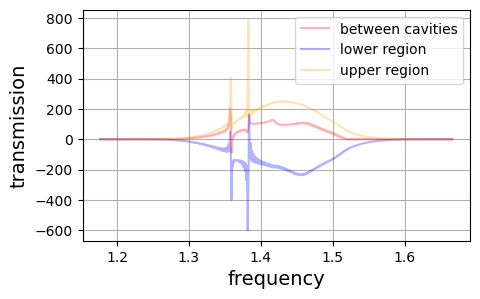 800
600
400
200
0
−200
−400
−600
transmission
between cavities
lower region
upper region
1.2 1.3 1.4 1.5 1.6
frequency